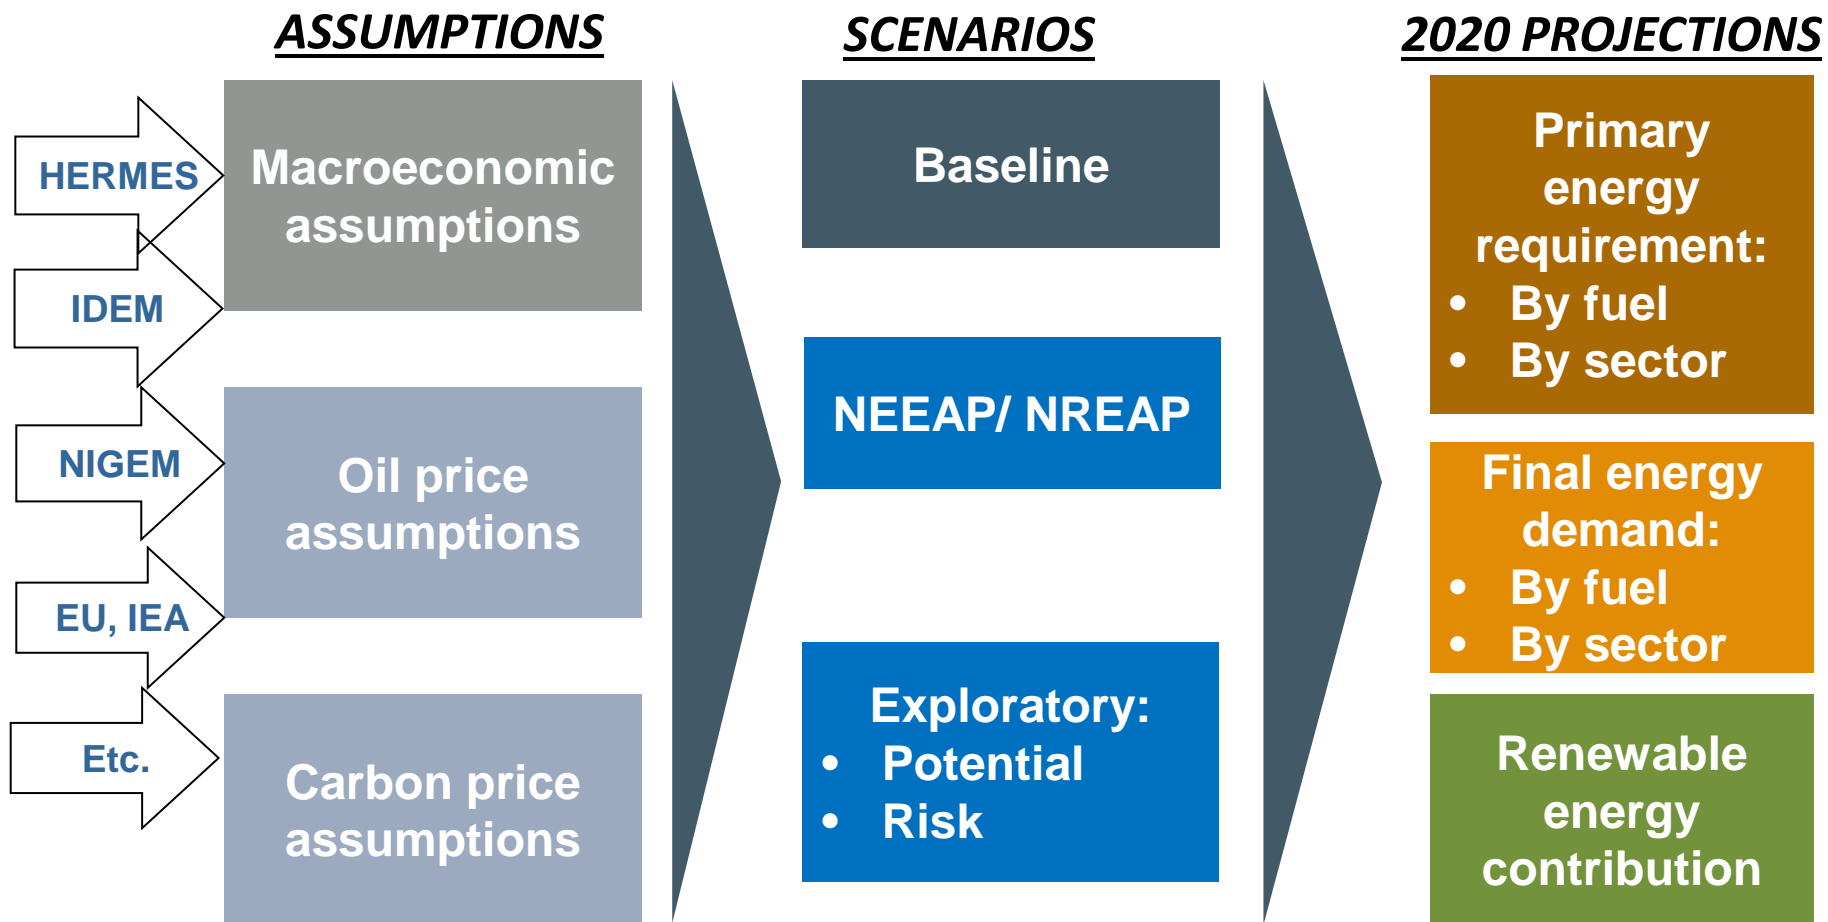 ASSUMPTIONS
SCENARIOS
2020 PROJECTIONS
HERMES
IDEM
NIGEM
EU, IEA
Etc.
Macroeconomic
assumptions
Oil price
assumptions
Carbon price
assumptions
Baseline
NEEAP/ NREAP
Exploratory:
• Potential
• Risk
Primary
energy
requirement:
• By fuel
• By sector
Final energy
demand:
• By fuel
• By sector
Renewable
energy
contribution